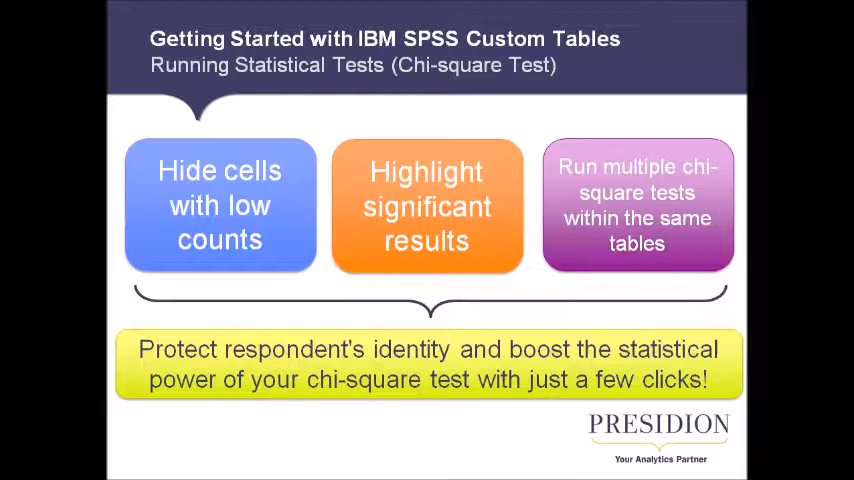 Getting Started with IBM SPSS Custom Tables
Running Statistical Tests (Chi-square Test)
Hide cells
with low
counts
Highlight
significant
results
Run multiple chi-
square tests
within the same
tables
Protect respondent's identity and boost the statistical
power of your chi-square test with just a few clicks!
PRESIDION
Your Analytics Partner